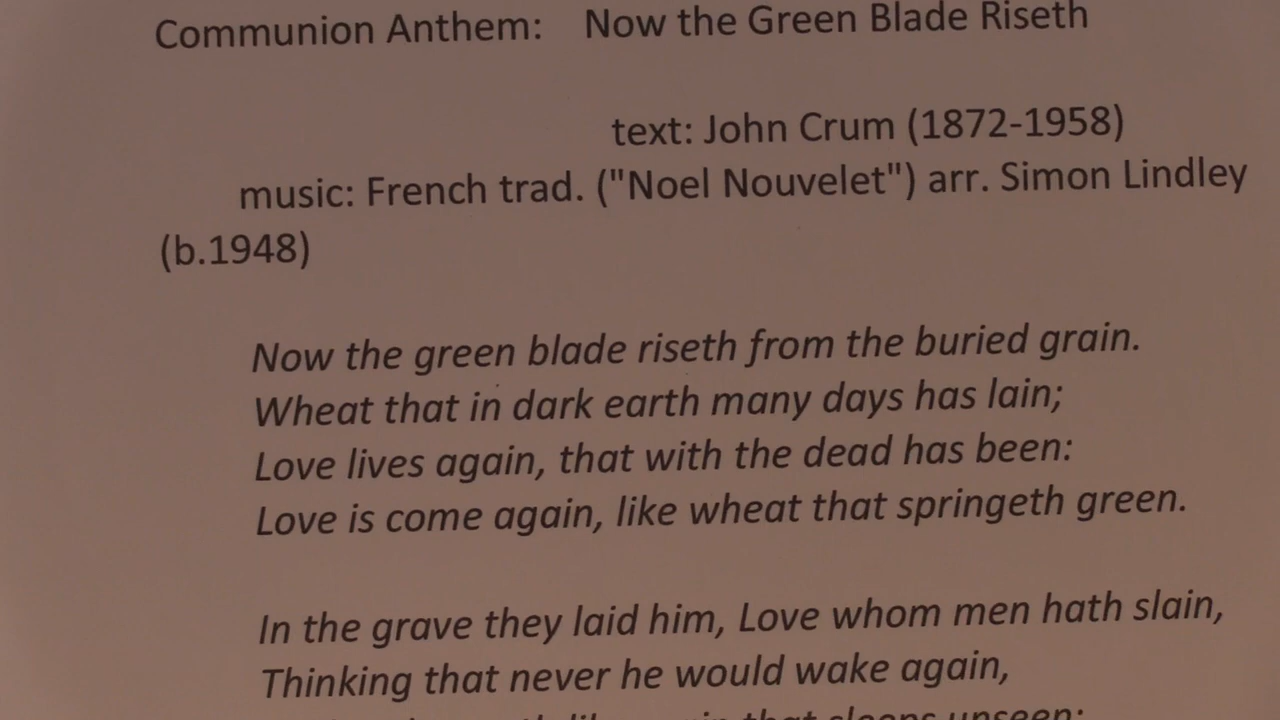 Communion Anthem: Now the Green Blade Riseth
text: John Crum (1872-1958)
music: French trad. ("Noel Nouvelet") arr. Simon Lindley
(b.1948)
Now the green blade riseth from the buried grain.
Wheat that in dark earth many days has lain;
Love lives again, that with the dead has been:
Love is come again, like wheat that springeth green.
In the grave they laid him, Love whom men hath slain,
Thinking that never he would wake again,
that sleeps unseen: